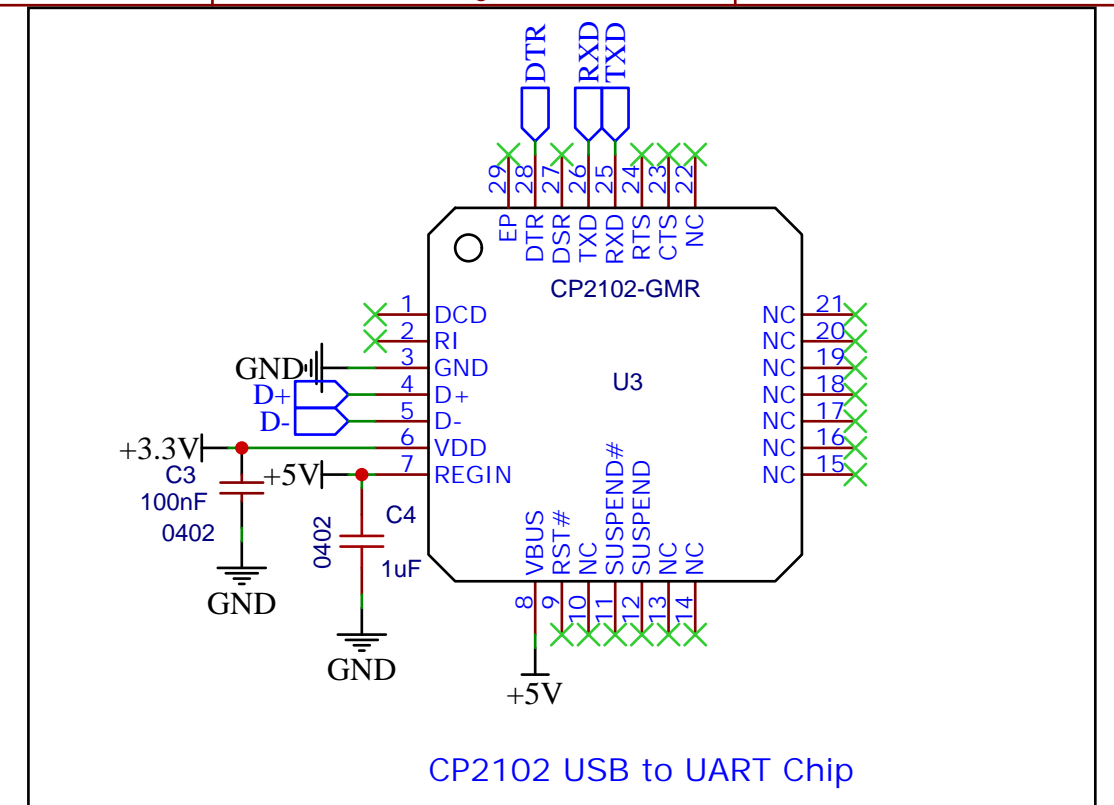 DTR
RXD
TXD
29
28
27
26
25
24
23
22
EP
DTR
DSR
TXD
RXD
RTS
CTS
NC
CP2102-GMR
U3
1 DCD
2 RI
GND 3 GND
D+ 4 D+
D- 5 D-
+3.3V 6 VDD
+5V 7 REGIN
C3
100nF
0402
GND
C4
0402
1uF
GND
NC 21
NC 20
NC 19
NC 18
NC 17
NC 16
NC 15
VBUS
RST#
NC
SUSPEND#
SUSPEND
NC
NC
8
9
10
11
12
13
14
+5V
CP2102 USB to UART Chip